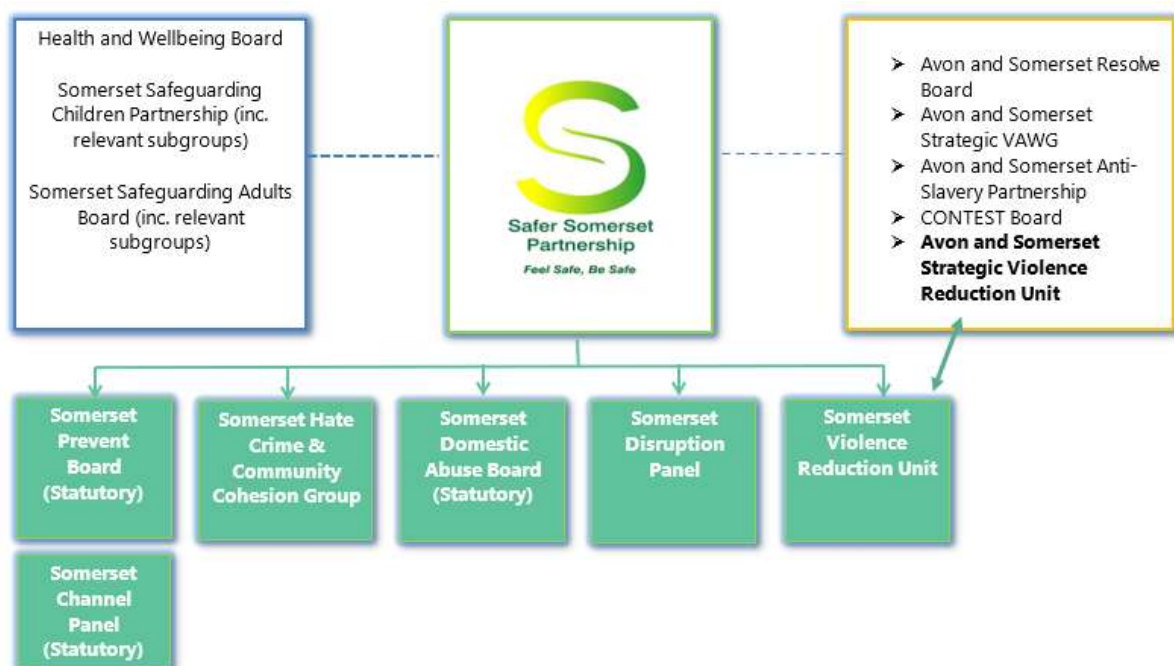 Health and Wellbeing Board
Somerset Safeguarding
Children Partnership (inc.
relevant subgroups)
Somerset Safeguarding Adults
Board (inc. relevant
subgroups)
Safer Somerset
Partnership
Feel Safe, Be Safe
➤ Avon and Somerset Resolve
Board
➤ Avon and Somerset
Strategic VAWG
➤ Avon and Somerset Anti-
Slavery Partnership
➤ CONTEST Board
➤ Avon and Somerset
Strategic Violence
Reduction Unit
Somerset
Prevent
Board
(Statutory)
Somerset Hate
Crime &
Community
Cohesion Group
Somerset
Domestic
Abuse Board
(Statutory)
Somerset
Disruption
Panel
Somerset
Violence
Reduction Unit
Somerset
Channel
Panel
(Statutory)